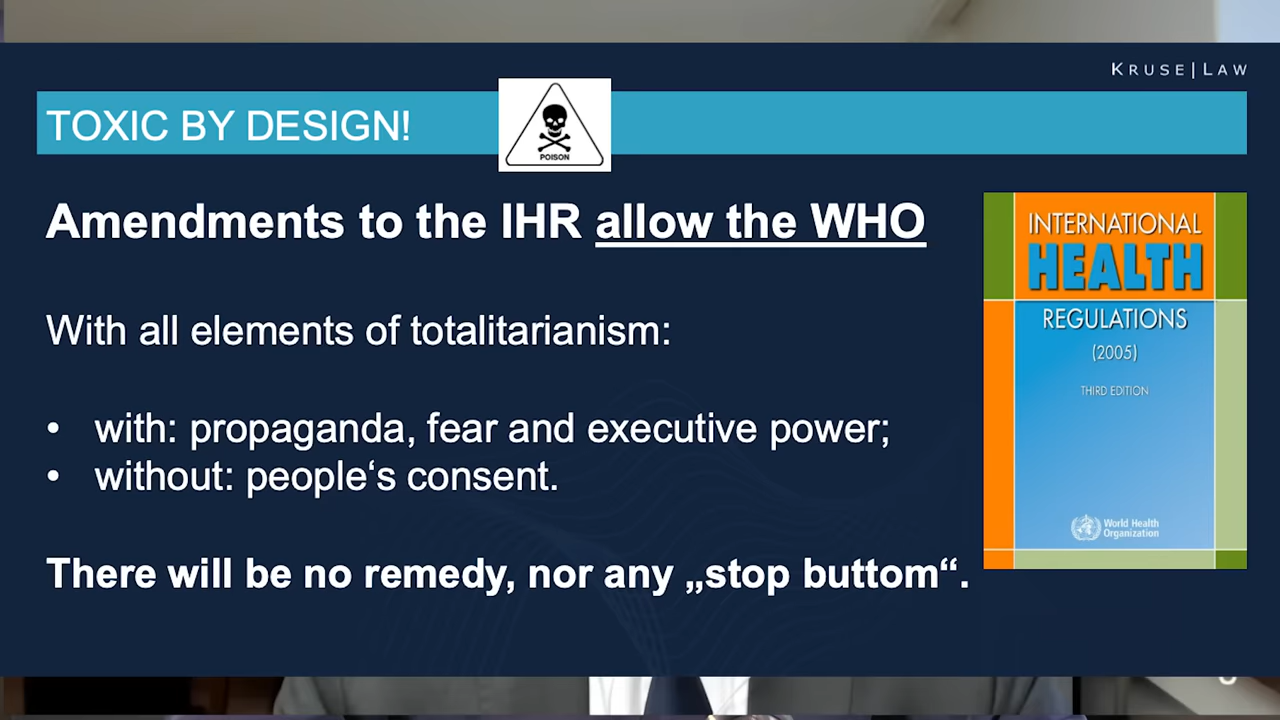 KRUSE|LAW
TOXIC BY DESIGN!
POISON
Amendments to the IHR allow the WHO
With all elements of totalitarianism:
• with: propaganda, fear and executive power;
• without: people‘s consent.
There will be no remedy, nor any „stop buttom“.
INTERNATIONAL
HEALTH
REGULATIONS
(2005)
THIRD EDITION
World Health
Organization